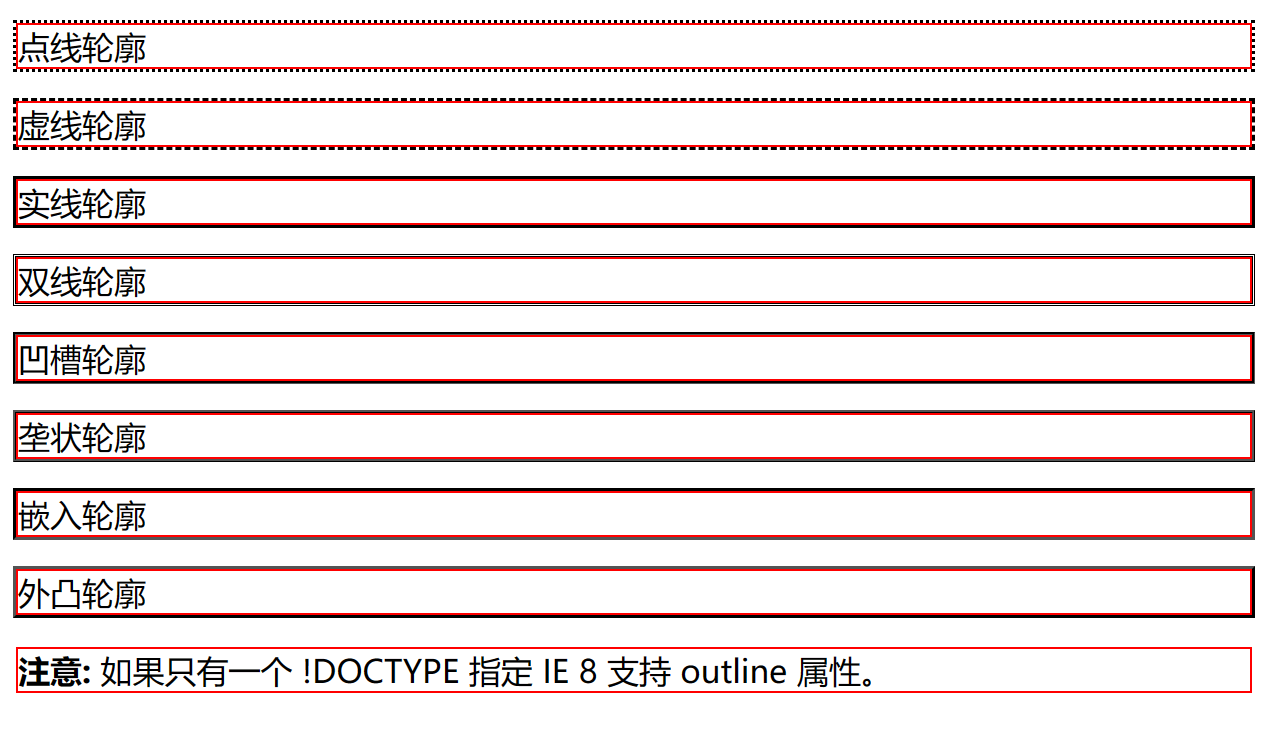 点线轮廓
虚线轮廓
实线轮廓
双线轮廓
凹槽轮廓
垄状轮廓
嵌入轮廓
外凸轮廓
注意: 如果只有一个 !DOCTYPE 指定 IE 8 支持 outline 属性。